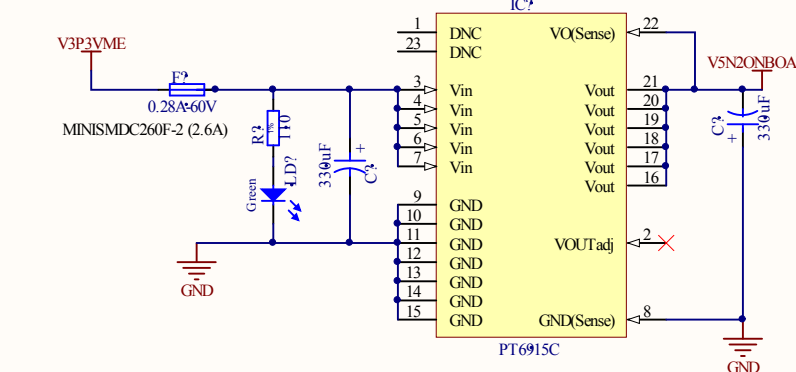 IC?
V3P3VME
F?
0.28A-60V
MINISMDC260F-2 (2.6A)
R?
1%
110
LD?
Green
330uF
+
C?
GND
1 DNC
23 DNC
3 Vin
4 Vin
5 Vin
6 Vin
7 Vin
9 GND
10 GND
11 GND
12 GND
13 GND
14 GND
15 GND
VO(Sense) 22
Vout 21
Vout 20
Vout 19
Vout 18
Vout 17
Vout 16
VOUTadj 2
GND(Sense) 8
PT6915C
V5N2ONBOA
C?
+
330uF
GND